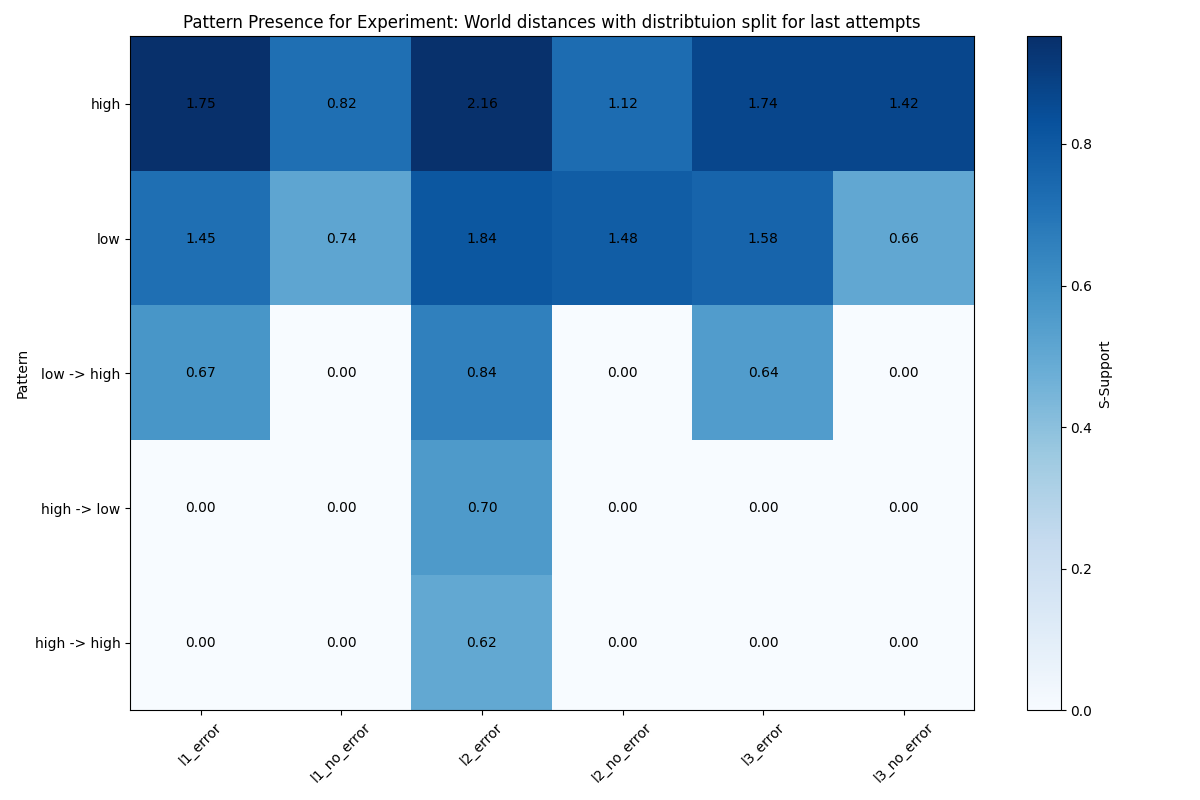 Pattern Presence for Experiment: World distances with distribtuion split for last attempts
high 1.75 0.82 2.16 1.12 1.74 1.42
low 1.45 0.74 1.84 1.48 1.58 0.66
low -> high 0.67 0.00 0.84 0.00 0.64 0.00
high -> low 0.00 0.00 0.70 0.00 0.00 0.00
high -> high 0.00 0.00 0.62 0.00 0.00 0.00
Pattern
l1_error l1_no_error l2_error l2_no_error l3_error l3_no_error
0.8
0.6
0.4
0.2
0.0
S-Support